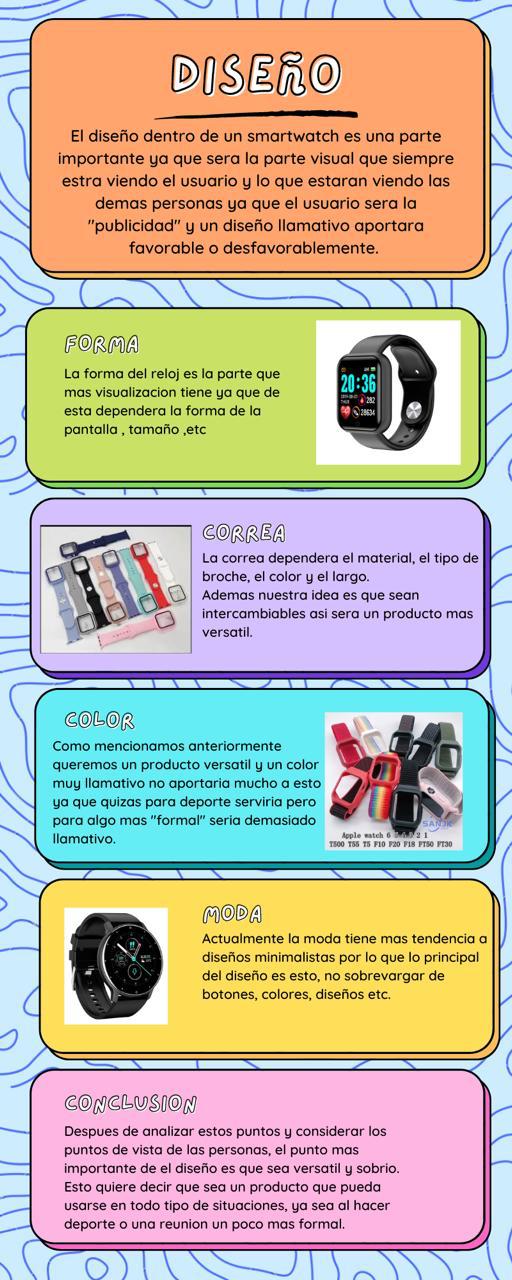 DISEÑO
El diseño dentro de un smartwatch es una parte
importante ya que sera la parte visual que siempre
estra viendo el usuario y lo que estaran viendo las
demas personas ya que el usuario sera la
"publicidad" y un diseño llamativo aportara
favorable o desfavorablemente.
FORMA
La forma del reloj es la parte que
mas visualizacion tiene ya que de
esta dependera la forma de la
pantalla , tamaño ,etc
20:36
282
28634
CORREA
La correa dependera el material, el tipo de
broche, el color y el largo.
Ademas nuestra idea es que sean
intercambiables asi sera un producto mas
versatil.
COLOR
Como mencionamos anteriormente
queremos un producto versatil y un color
muy llamativo no aportaria mucho a esto
ya que quizas para deporte serviria pero
para algo mas "formal" seria demasiado
llamativo.
SANJK
Apple watch 6 5 4 3 2 1
T500 T55 T5 F10 F20 F18 FT50 FT30
MODA
Actualmente la moda tiene mas tendencia a
diseños minimalistas por lo que lo principal
del diseño es esto, no sobrevargar de
botones, colores, diseños etc.
CONCLUSION
Despues de analizar estos puntos y considerar los
puntos de vista de las personas, el punto mas
importante de el diseño es que sea versatil y sobrio.
Esto quiere decir que sea un producto que pueda
usarse en todo tipo de situaciones, ya sea al hacer
deporte o una reunion un poco mas formal.